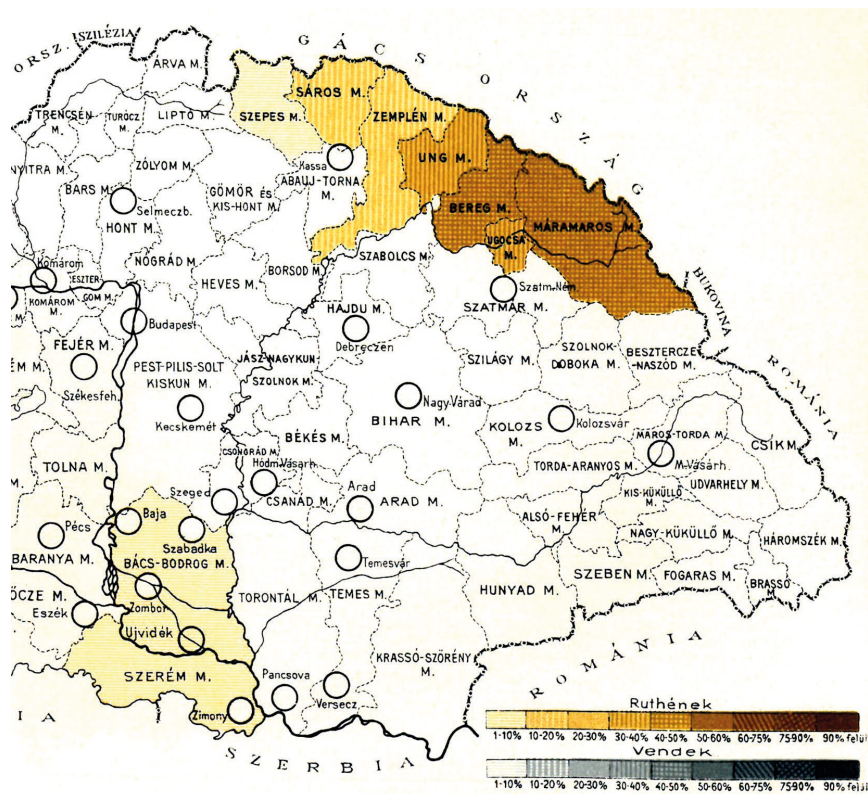 ORSZ. SZILÉZIA
GÁCSORSZÁG
ÁRVA M.
SÁROS M.
TRENCSÉN M.
TURÓCZ M.
LIPTÓ M.
SZEPES M.
ZEMPLÉN M.
NYITRA M.
ZÓLYOM M.
Kassa
UNG M.
BARS M.
GÖMÖR ÉS KIS-HONT M.
ABAUJ-TORNA M.
Selmeczb.
HONT M.
BEREG M.
MÁRAMAROS M.
UGOCSA M.
NÓGRÁD M.
BORSOD M.
SZABOLCS M.
Komárom
ESZTER-GOM M.
HEVES M.
KOMÁROM M.
M.
Szatm.Ném.
SZATMÁR M.
BUKOVINA
Budapest
HAJDU M.
Debreczen
FEJÉR M.
JÁSZ-NAGYKUN-SZOLNOK M.
SZILÁGY M.
SZOLNOK-DOBOKA M.
BESZTERCZE-NASZÓD M.
ROMÁNIA
ÉM M.
PEST-PILIS-SOLT KISKUN M.
Székesfeh.
Kecskemét
Nagy-Várad
BIHAR M.
KOLOZS M.
Kolozsvár
BÉKÉS M.
MAROS-TORDA M.
CSÍK M.
TOLNA M.
CSONGRÁD M.
Hódm.Vásárh.
TORDA-ARANYOS M.
M.Vásárh.
UDVARHELY M.
Szeged
CSANÁD M.
Arad
ARAD M.
KIS-KÜKÜLLŐ M.
Baja
ALSÓ-FEHÉR M.
Pécs
Szabadka
NAGY-KÜKÜLLŐ M.
HÁROMSZÉK M.
BARANYA M.
BÁCS-BODROG M.
Temesvár
SZEBEN M.
FOGARAS M.
BRASSÓ M.
ŐCZE M.
Zombor
TORONTÁL M.
TEMES M.
HUNYAD M.
Eszék
Ujvidék
KRASSÓ-SZÖRÉNY M.
SZERÉM M.
Pancsova
Versecz
ROMÁNIA
Zimony
IA
SZERBIA
Ruthének
1-10% 10-20% 20-30% 30-40% 40-50% 50-60% 60-75% 75-90% 90% felül
Vendek
1-10% 10-20% 20-30% 30-40% 40-50% 50-60% 60-75% 75-90% 90% felül